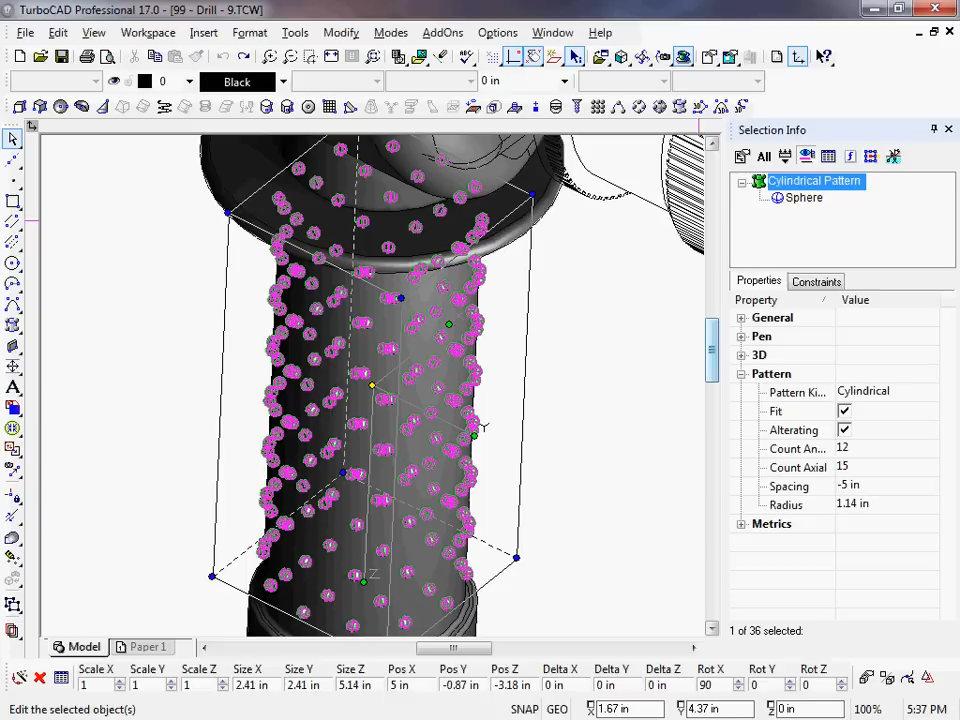 TurboCAD Professional 17.0 - [99 - Drill - 9.TCW]
File Edit View Workspace Insert Format Tools Modify Modes AddOns Options Window Help
0 Black 0 in
Selection Info
All
Cylindrical Pattern
Sphere
Properties Constraints
Property / Value
General
Pen
3D
Pattern
Pattern Ki... Cylindrical
Fit
Alterating
Count An... 12
Count Axial 15
Spacing -5 in
Radius 1.14 in
Metrics
Y
Z
1 of 36 selected:
Model Paper 1
Scale X Scale Y Scale Z Size X Size Y Size Z Pos X Pos Y Pos Z Delta X Delta Y Delta Z Rot X Rot Y Rot Z
1 1 1 2.41 in 2.41 in 5.14 in 5 in -0.87 in -3.18 in 0 in 0 in 0 in 90 0 0
Edit the selected object(s) SNAP GEO X 1.67 in Y 4.37 in Z 0 in 100% 5:37 PM